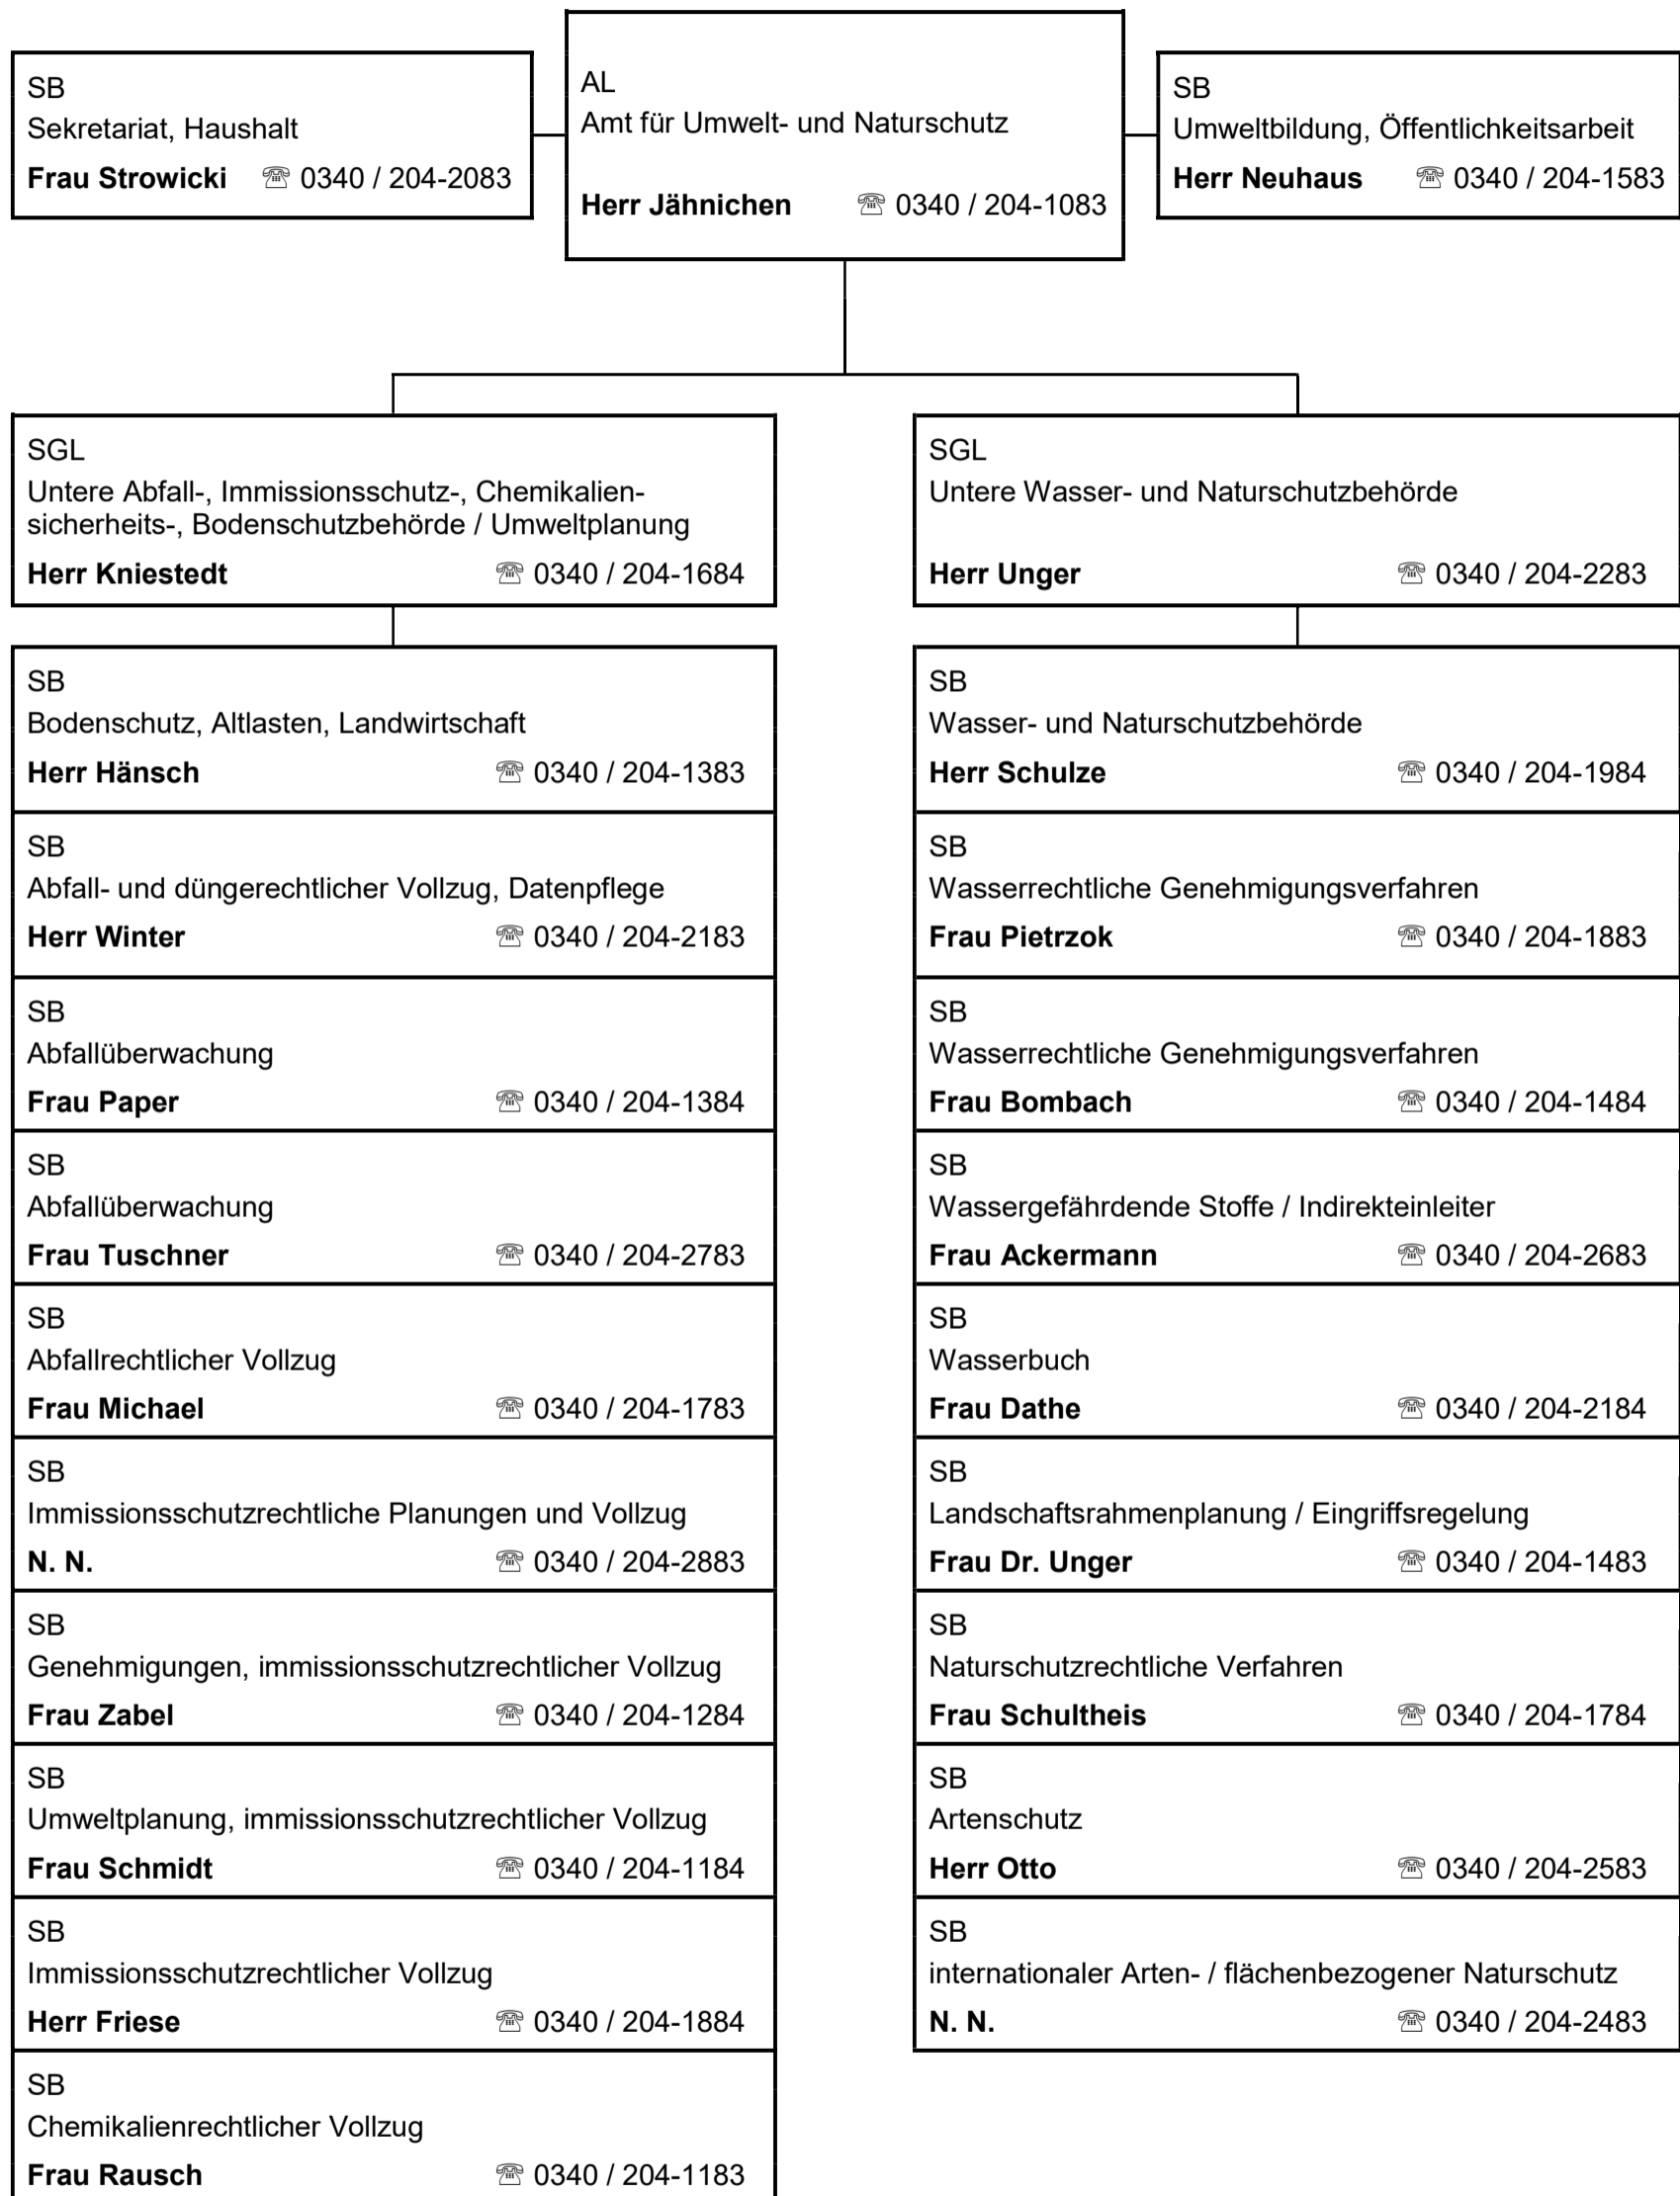 SB
Sekretariat, Haushalt
Frau Strowicki ☏ 0340 / 204-2083
AL
Amt für Umwelt- und Naturschutz
Herr Jähnichen ☏ 0340 / 204-1083
SB
Umweltbildung, Öffentlichkeitsarbeit
Herr Neuhaus ☏ 0340 / 204-1583
SGL
Untere Abfall-, Immissionsschutz-, Chemikalien-
sicherheits-, Bodenschutzbehörde / Umweltplanung
Herr Kniestedt ☏ 0340 / 204-1684
SB
Bodenschutz, Altlasten, Landwirtschaft
Herr Hänsch ☏ 0340 / 204-1383
SB
Abfall- und düngerechtlicher Vollzug, Datenpflege
Herr Winter ☏ 0340 / 204-2183
SB
Abfallüberwachung
Frau Paper ☏ 0340 / 204-1384
SB
Abfallüberwachung
Frau Tuschner ☏ 0340 / 204-2783
SB
Abfallrechtlicher Vollzug
Frau Michael ☏ 0340 / 204-1783
SB
Immissionsschutzrechtliche Planungen und Vollzug
N. N. ☏ 0340 / 204-2883
SB
Genehmigungen, immissionsschutzrechtlicher Vollzug
Frau Zabel ☏ 0340 / 204-1284
SB
Umweltplanung, immissionsschutzrechtlicher Vollzug
Frau Schmidt ☏ 0340 / 204-1184
SB
Immissionsschutzrechtlicher Vollzug
Herr Friese ☏ 0340 / 204-1884
SB
Chemikalienrechtlicher Vollzug
Frau Rausch ☏ 0340 / 204-1183
SGL
Untere Wasser- und Naturschutzbehörde
Herr Unger ☏ 0340 / 204-2283
SB
Wasser- und Naturschutzbehörde
Herr Schulze ☏ 0340 / 204-1984
SB
Wasserrechtliche Genehmigungsverfahren
Frau Pietrzok ☏ 0340 / 204-1883
SB
Wasserrechtliche Genehmigungsverfahren
Frau Bombach ☏ 0340 / 204-1484
SB
Wassergefährdende Stoffe / Indirekteinleiter
Frau Ackermann ☏ 0340 / 204-2683
SB
Wasserbuch
Frau Dathe ☏ 0340 / 204-2184
SB
Landschaftsrahmenplanung / Eingriffsregelung
Frau Dr. Unger ☏ 0340 / 204-1483
SB
Naturschutzrechtliche Verfahren
Frau Schultheis ☏ 0340 / 204-1784
SB
Artenschutz
Herr Otto ☏ 0340 / 204-2583
SB
internationaler Arten- / flächenbezogener Naturschutz
N. N. ☏ 0340 / 204-2483